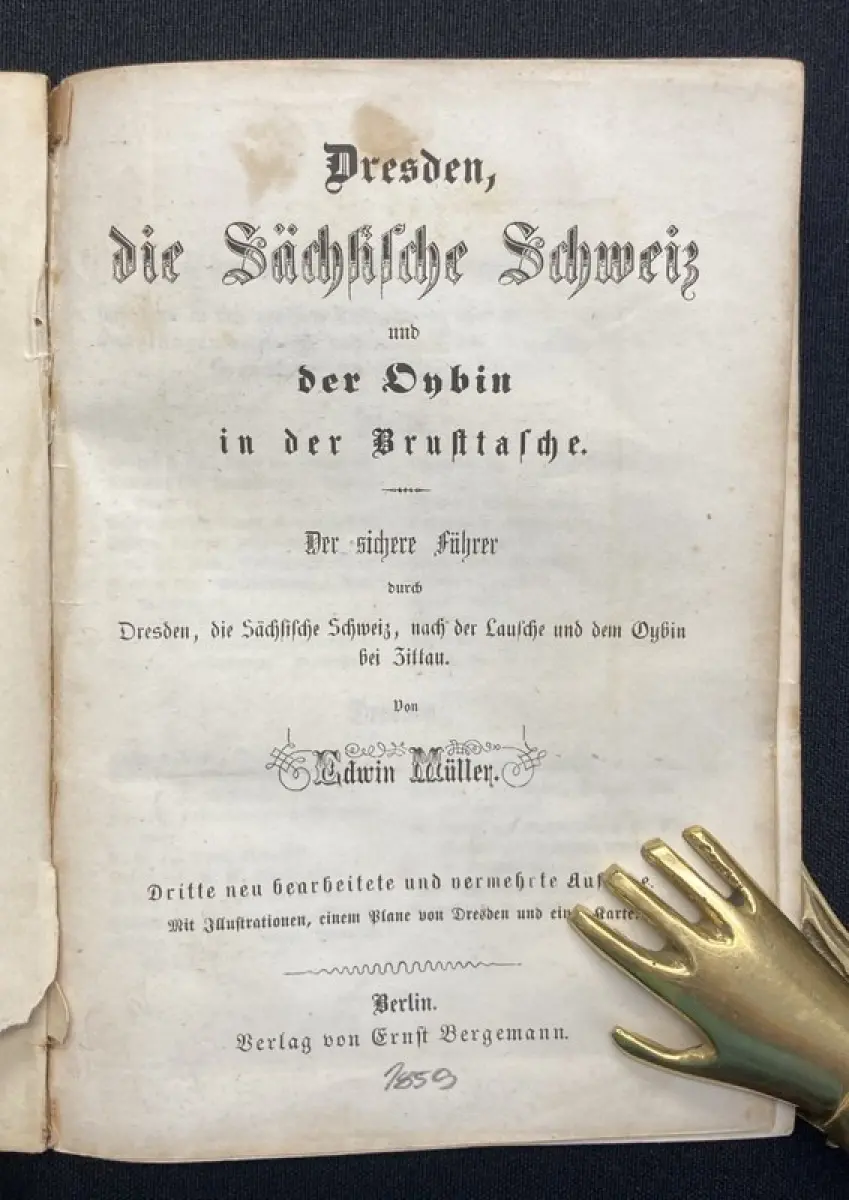 Dresden,
die Sächsische Schweiz
und
der Oybin
in der Brusttasche.
Der sichere Führer
durch
Dresden, die Sächsische Schweiz, nach der Lausche und dem Oybin
bei Zittau.
Von
Edwin Müller.
Dritte neu bearbeitete und vermehrte
Mit Illustrationen, einem Plane von Dresden und Karte.
Berlin.
Verlag von Ernst Bergemann.
1859